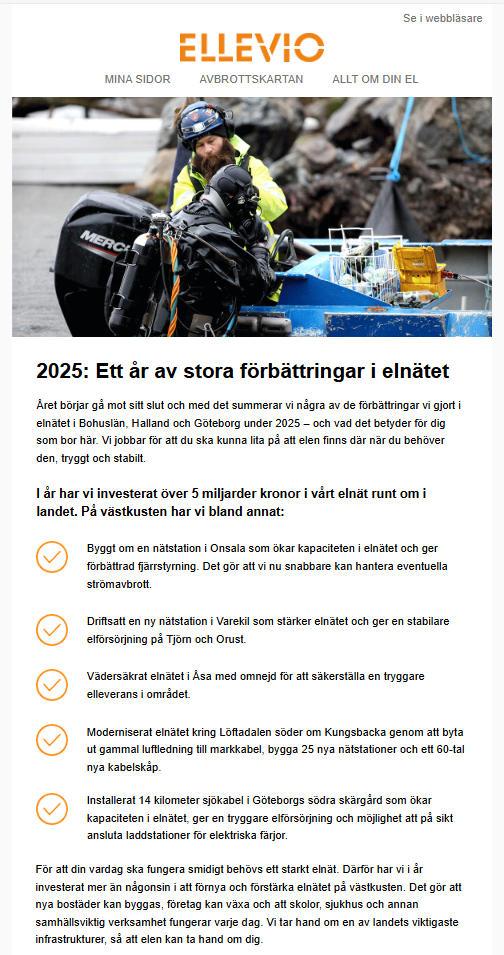 Se i webbläsare
ELLEVIO
MINA SIDOR AVBROTTSKARTAN ALLT OM DIN EL
MERC
2025: Ett år av stora förbättringar i elnätet
Året börjar gå mot sitt slut och med det summerar vi några av de förbättringar vi gjort i
elnätet i Bohuslän, Halland och Göteborg under 2025 – och vad det betyder för dig
som bor här. Vi jobbar för att du ska kunna lita på att elen finns där när du behöver
den, tryggt och stabilt.
I år har vi investerat över 5 miljarder kronor i vårt elnät runt om i
landet. På västkusten har vi bland annat:
Byggt om en nätstation i Onsala som ökar kapaciteten i elnätet och ger
förbättrad fjärrstyrning. Det gör att vi nu snabbare kan hantera eventuella
strömavbrott.
Driftsatt en ny nätstation i Varekil som stärker elnätet och ger en stabilare
elförsörjning på Tjörn och Orust.
Vädersäkrat elnätet i Åsa med omnejd för att säkerställa en tryggare
elleverans i området.
Moderniserat elnätet kring Löftadalen söder om Kungsbacka genom att byta
ut gammal luftledning till markkabel, bygga 25 nya nätstationer och ett 60-tal
nya kabelskåp.
Installerat 14 kilometer sjökabel i Göteborgs södra skärgård som ökar
kapaciteten i elnätet, ger en tryggare elförsörjning och möjlighet att på sikt
ansluta laddstationer för elektriska färjor.
För att din vardag ska fungera smidigt behövs ett starkt elnät. Därför har vi i år
investerat mer än någonsin i att förnya och förstärka elnätet på västkusten. Det gör att
nya bostäder kan byggas, företag kan växa och att skolor, sjukhus och annan
samhällsviktig verksamhet fungerar varje dag. Vi tar hand om en av landets viktigaste
infrastrukturer, så att elen kan ta hand om dig.